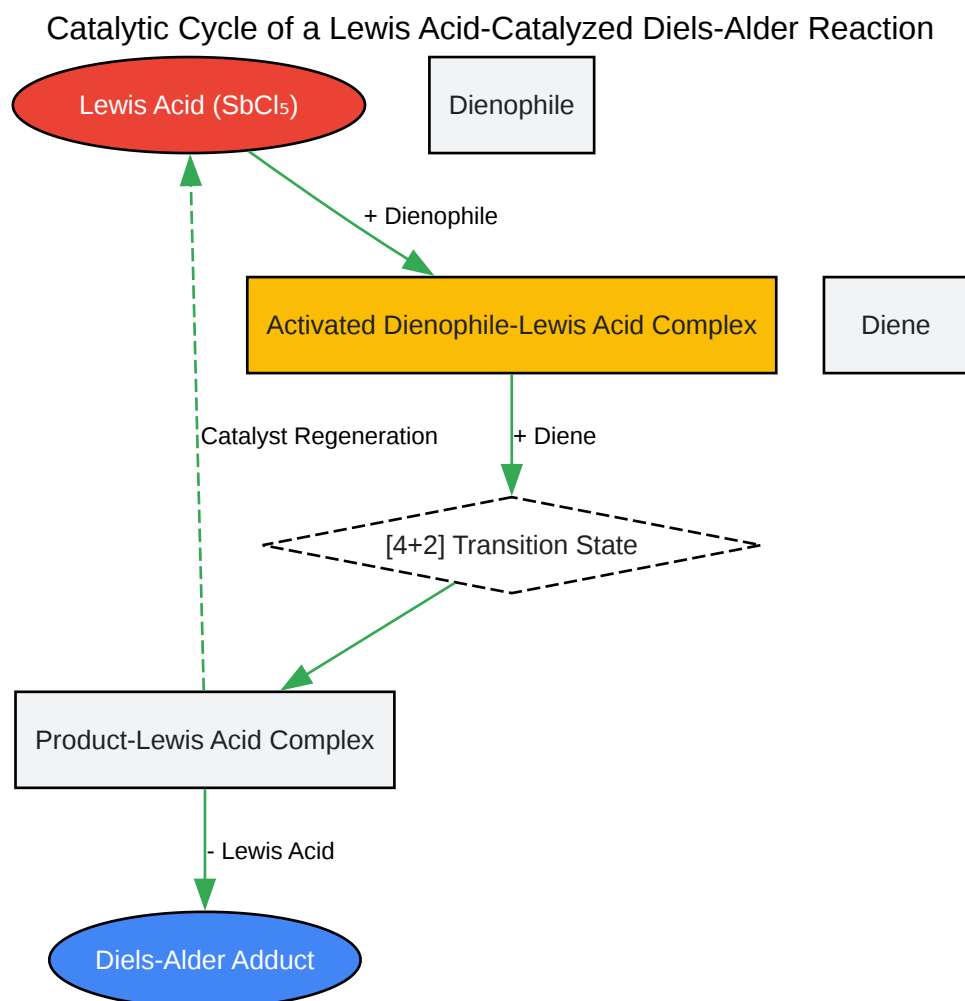 Catalytic Cycle of a Lewis Acid-Catalyzed Diels-Alder Reaction
Lewis Acid (SbCl₅)
Dienophile
+ Dienophile
Activated Dienophile-Lewis Acid Complex
Diene
Catalyst Regeneration
+ Diene
[4+2] Transition State
Product-Lewis Acid Complex
- Lewis Acid
Diels-Alder Adduct